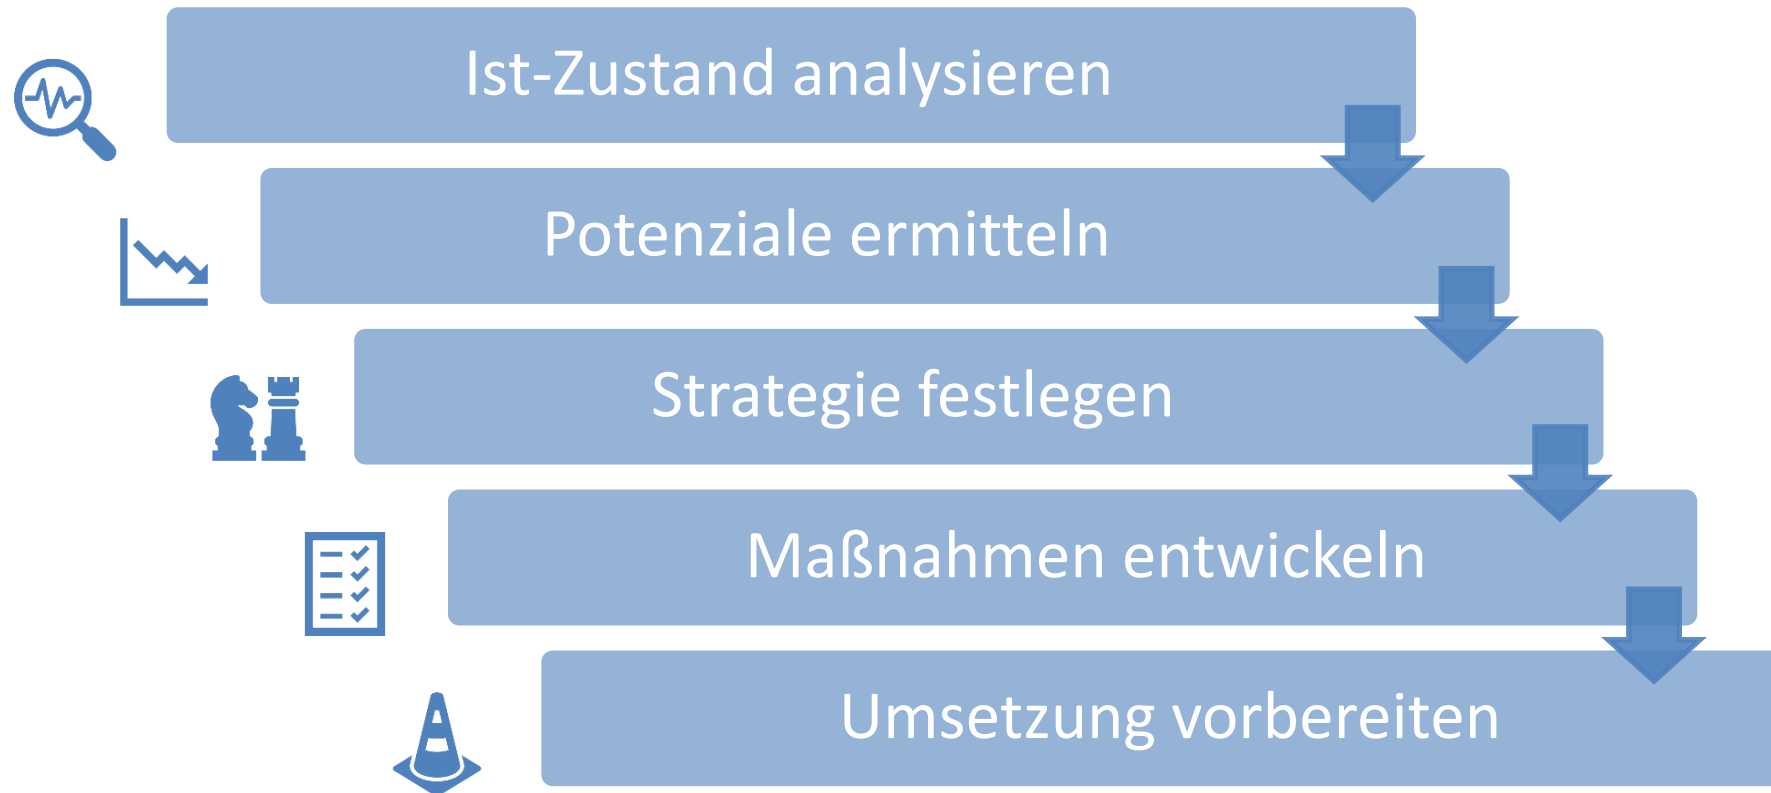 Ist-Zustand analysieren
Potenziale ermitteln
Strategie festlegen
Maßnahmen entwickeln
Umsetzung vorbereiten